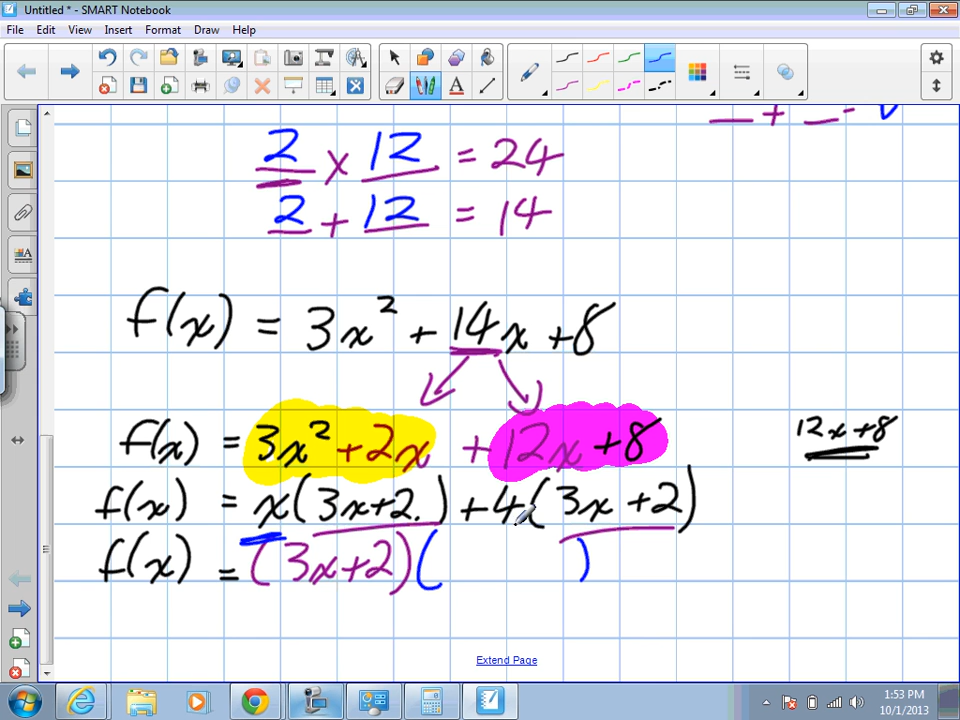 Untitled * - SMART Notebook
File Edit View Insert Format Draw Help
_ + _ =
2 x 12 = 24
2 + 12 = 14
f(x) = 3x² + 14x + 8
f(x) = 3x² + 2x + 12x + 8
12x + 8
f(x) = x(3x+2.) + 4(3x + 2)
f(x) = (3x+2)( )
Extend Page
1:53 PM
10/1/2013